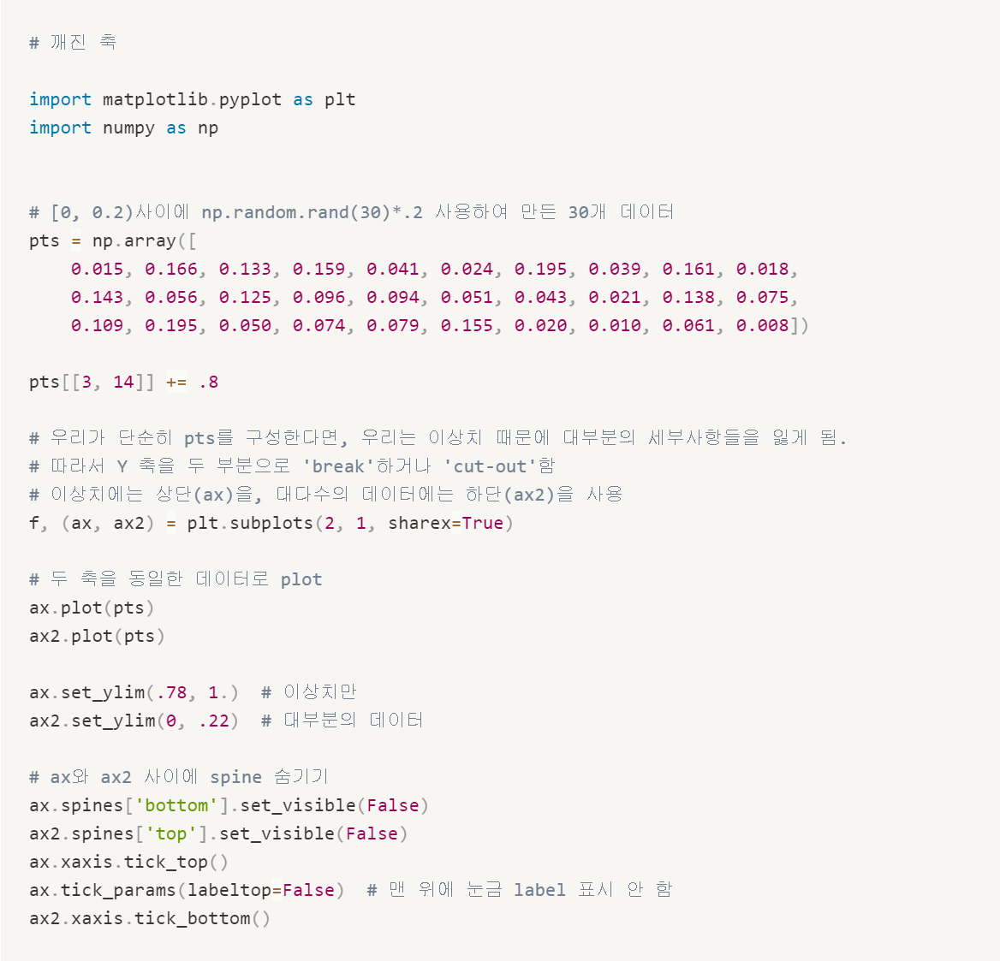 # 깨진 축
import matplotlib.pyplot as plt
import numpy as np
# [0, 0.2)사이에 np.random.rand(30)*.2 사용하여 만든 30개 데이터
pts = np.array([
    0.015, 0.166, 0.133, 0.159, 0.041, 0.024, 0.195, 0.039, 0.161, 0.018,
    0.143, 0.056, 0.125, 0.096, 0.094, 0.051, 0.043, 0.021, 0.138, 0.075,
    0.109, 0.195, 0.050, 0.074, 0.079, 0.155, 0.020, 0.010, 0.061, 0.008])
pts[[3, 14]] += .8
# 우리가 단순히 pts를 구성한다면, 우리는 이상치 때문에 대부분의 세부사항들을 잃게 됨.
# 따라서 Y 축을 두 부분으로 'break'하거나 'cut-out'함
# 이상치에는 상단(ax)을, 대다수의 데이터에는 하단(ax2)을 사용
f, (ax, ax2) = plt.subplots(2, 1, sharex=True)
# 두 축을 동일한 데이터로 plot
ax.plot(pts)
ax2.plot(pts)
ax.set_ylim(.78, 1.)  # 이상치만
ax2.set_ylim(0, .22)  # 대부분의 데이터
# ax와 ax2 사이에 spine 숨기기
ax.spines['bottom'].set_visible(False)
ax2.spines['top'].set_visible(False)
ax.xaxis.tick_top()
ax.tick_params(labeltop=False)  # 맨 위에 눈금 label 표시 안 함
ax2.xaxis.tick_bottom()